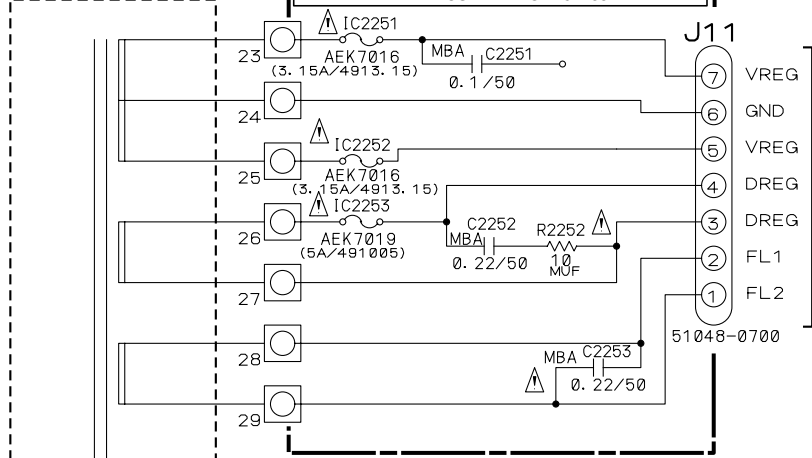 J11
IC2251
23
AEK7016
(3.15A/4913.15)
MBA C2251
0.1/50
7 VREG
24
6 GND
IC2252
25
AEK7016
(3.15A/4913.15)
5 VREG
4 DREG
IC2253
26
AEK7019
(5A/491005)
C2252
MBA
0.22/50
R2252
10
MUF
3 DREG
27
2 FL1
1 FL2
51048-0700
28
MBA C2253
0.22/50
29